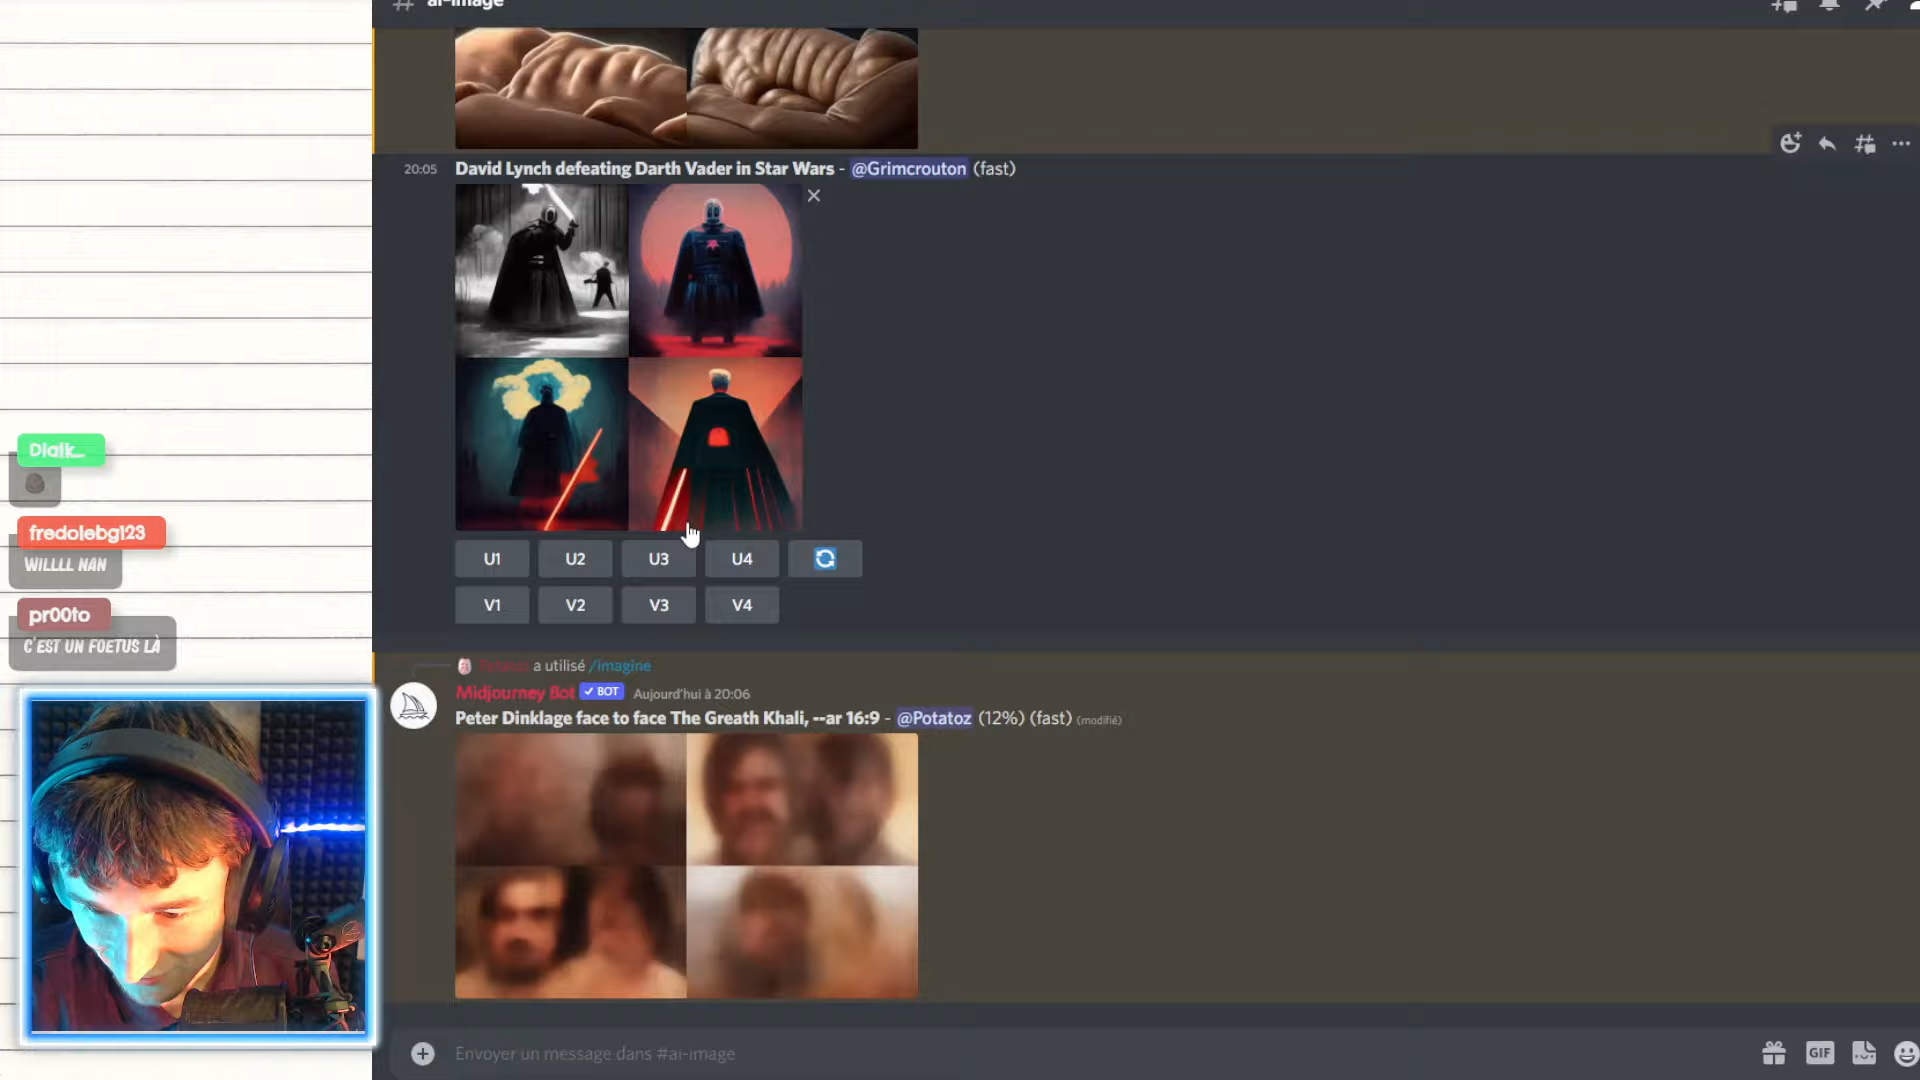 ai-image
20:05 David Lynch defeating Darth Vader in Star Wars - @Grimcrouton (fast)
U1 U2 U3 U4
V1 V2 V3 V4
Potatoz a utilisé /imagine
Midjourney Bot ✔ BOT Aujourd'hui à 20:06
Peter Dinklage face to face The Greath Khali, --ar 16:9 - @Potatoz (12%) (fast) (modifié)
Envoyer un message dans #ai-image
GIF
Dlalk_
fredolebg123
WILLLL NAN
pr00to
C'EST UN FOETUS LÀ